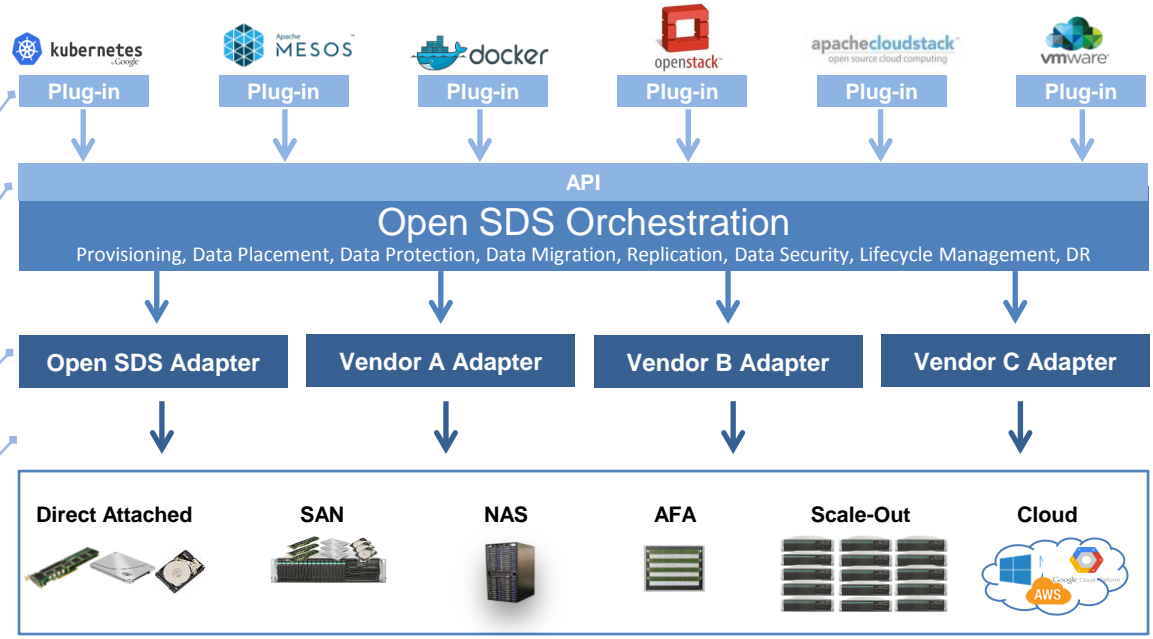 kubernetes
by Google
Apache
MESOS™
docker
openstack™
apachecloudstack™
open source cloud computing
vmware®
Plug-in
Plug-in
Plug-in
Plug-in
Plug-in
Plug-in
API
Open SDS Orchestration
Provisioning, Data Placement, Data Protection, Data Migration, Replication, Data Security, Lifecycle Management, DR
Open SDS Adapter
Vendor A Adapter
Vendor B Adapter
Vendor C Adapter
Direct Attached
SAN
NAS
AFA
Scale-Out
Cloud
Google Cloud Platform
AWS